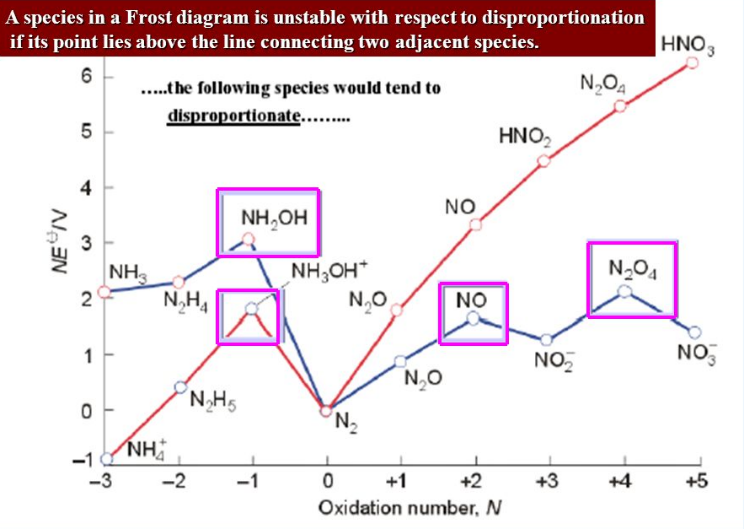 A species in a Frost diagram is unstable with respect to disproportionation
if its point lies above the line connecting two adjacent species.
…..the following species would tend to
disproportionate………
HNO₃
N₂O₄
HNO₂
NO
N₂O
NH₂OH
NH₃OH⁺
NH₃
N₂H₄
N₂O₄
NO
NO₂⁻
NO₃⁻
N₂O
N₂H₅
N₂
NH₄⁺
NE⦵/V
6
5
4
3
2
1
0
−1
−3 −2 −1 0 +1 +2 +3 +4 +5
Oxidation number, N